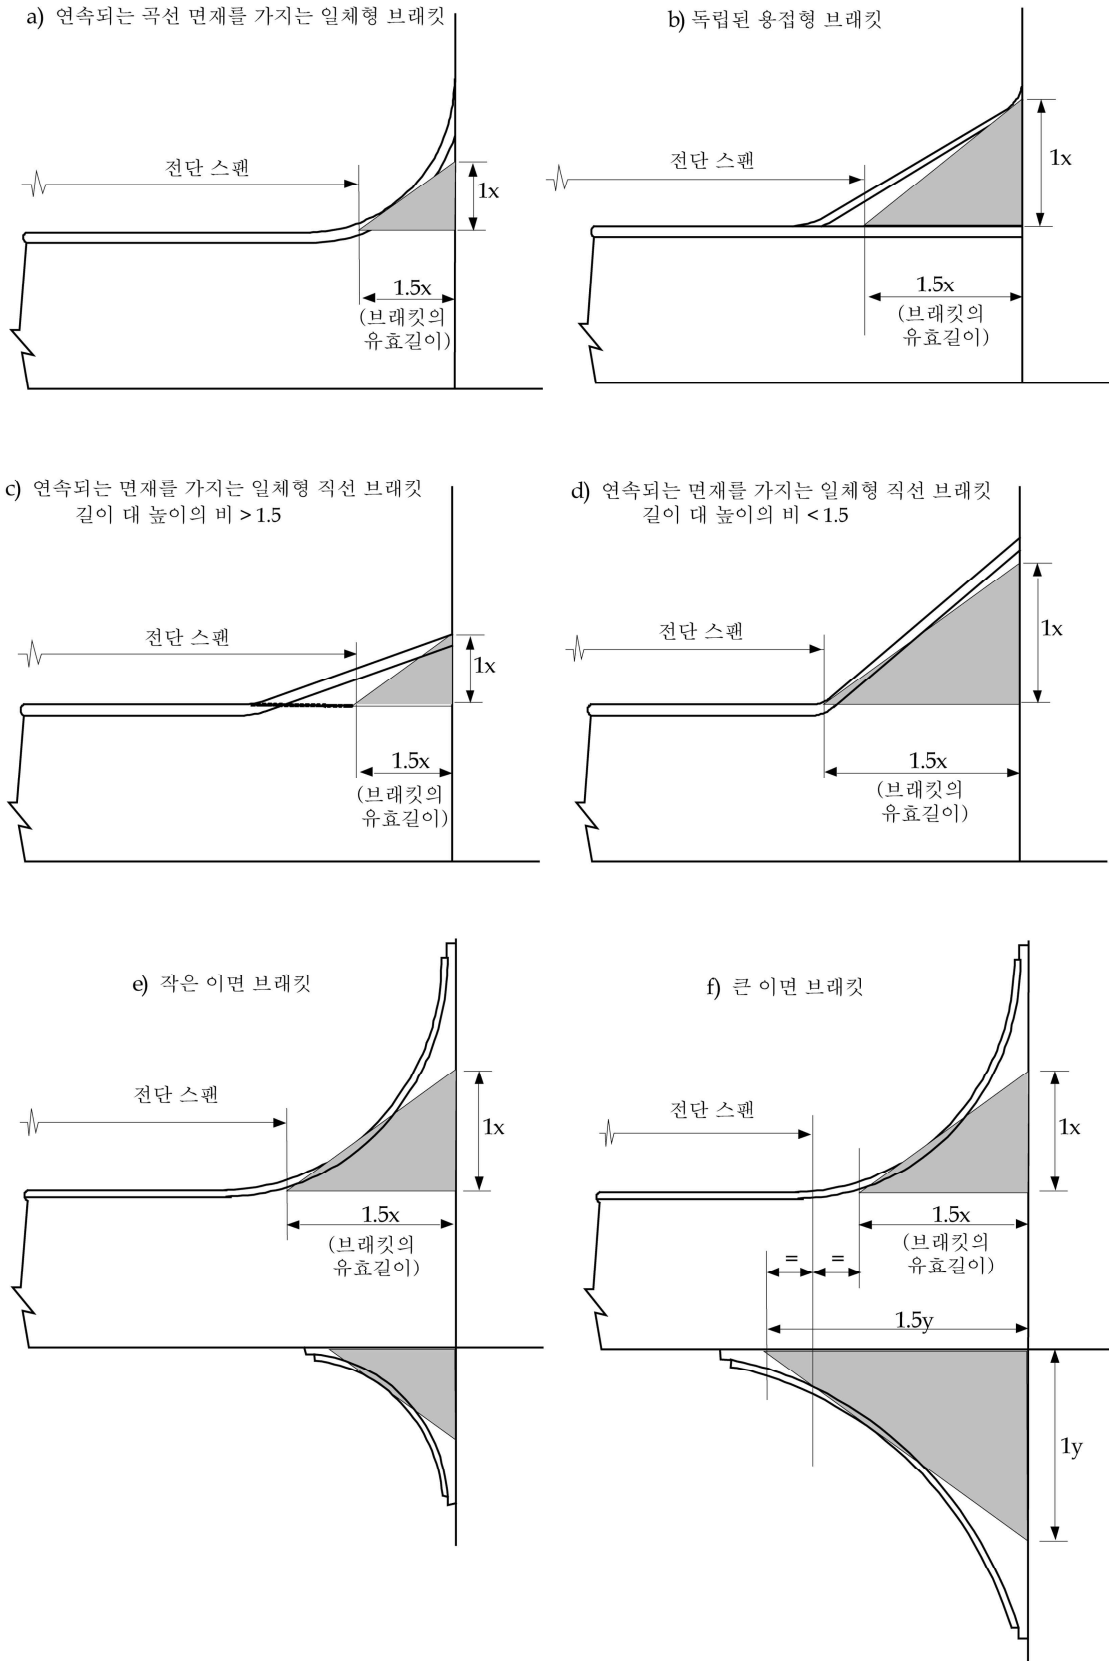 a) 연속되는 곡선 면재를 가지는 일체형 브래킷
전단 스팬
1x
1.5x
(브래킷의
유효길이)
b) 독립된 용접형 브래킷
전단 스팬
1x
1.5x
(브래킷의
유효길이)
c) 연속되는 면재를 가지는 일체형 직선 브래킷
길이 대 높이의 비 > 1.5
전단 스팬
1x
1.5x
(브래킷의
유효길이)
d) 연속되는 면재를 가지는 일체형 직선 브래킷
길이 대 높이의 비 < 1.5
전단 스팬
1x
1.5x
(브래킷의
유효길이)
e) 작은 이면 브래킷
전단 스팬
1x
1.5x
(브래킷의
유효길이)
f) 큰 이면 브래킷
전단 스팬
1x
1.5x
(브래킷의
유효길이)
= =
1.5y
1y